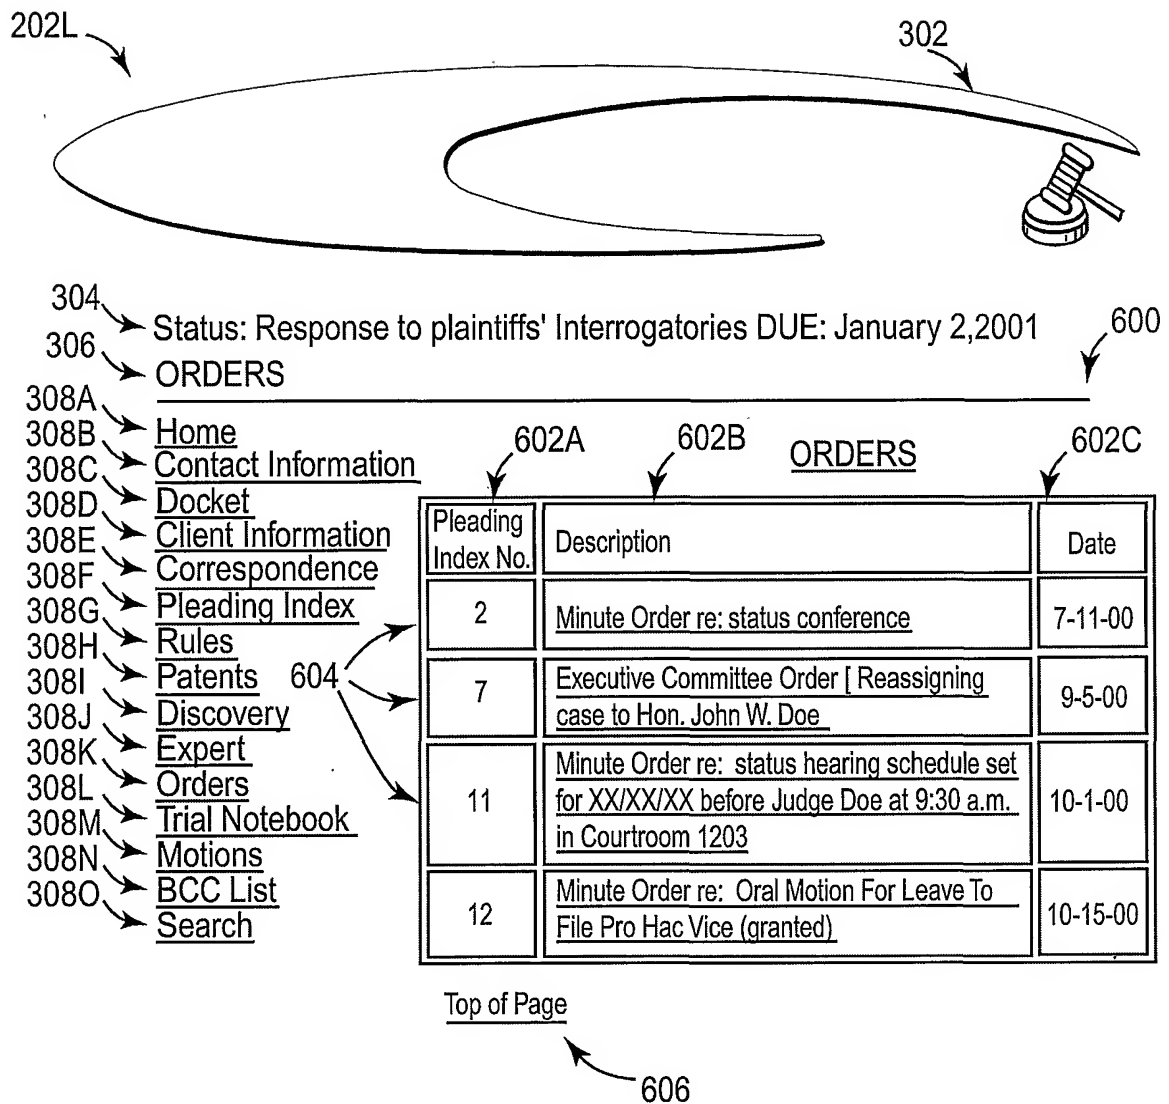 202L
302
304
Status: Response to plaintiffs' Interrogatories DUE: January 2,2001
600
306
ORDERS
308A
Home
308B
Contact Information
308C
Docket
308D
Client Information
308E
Correspondence
308F
Pleading Index
308G
Rules
308H
Patents
308I
Discovery
308J
Expert
308K
Orders
308L
Trial Notebook
308M
Motions
308N
BCC List
308O
Search
602A
602B
ORDERS
602C
Pleading
Index No.
Description
Date
604
2
Minute Order re: status conference
7-11-00
7
Executive Committee Order [ Reassigning
case to Hon. John W. Doe
9-5-00
11
Minute Order re: status hearing schedule set
for XX/XX/XX before Judge Doe at 9:30 a.m.
in Courtroom 1203
10-1-00
12
Minute Order re: Oral Motion For Leave To
File Pro Hac Vice (granted)
10-15-00
Top of Page
606